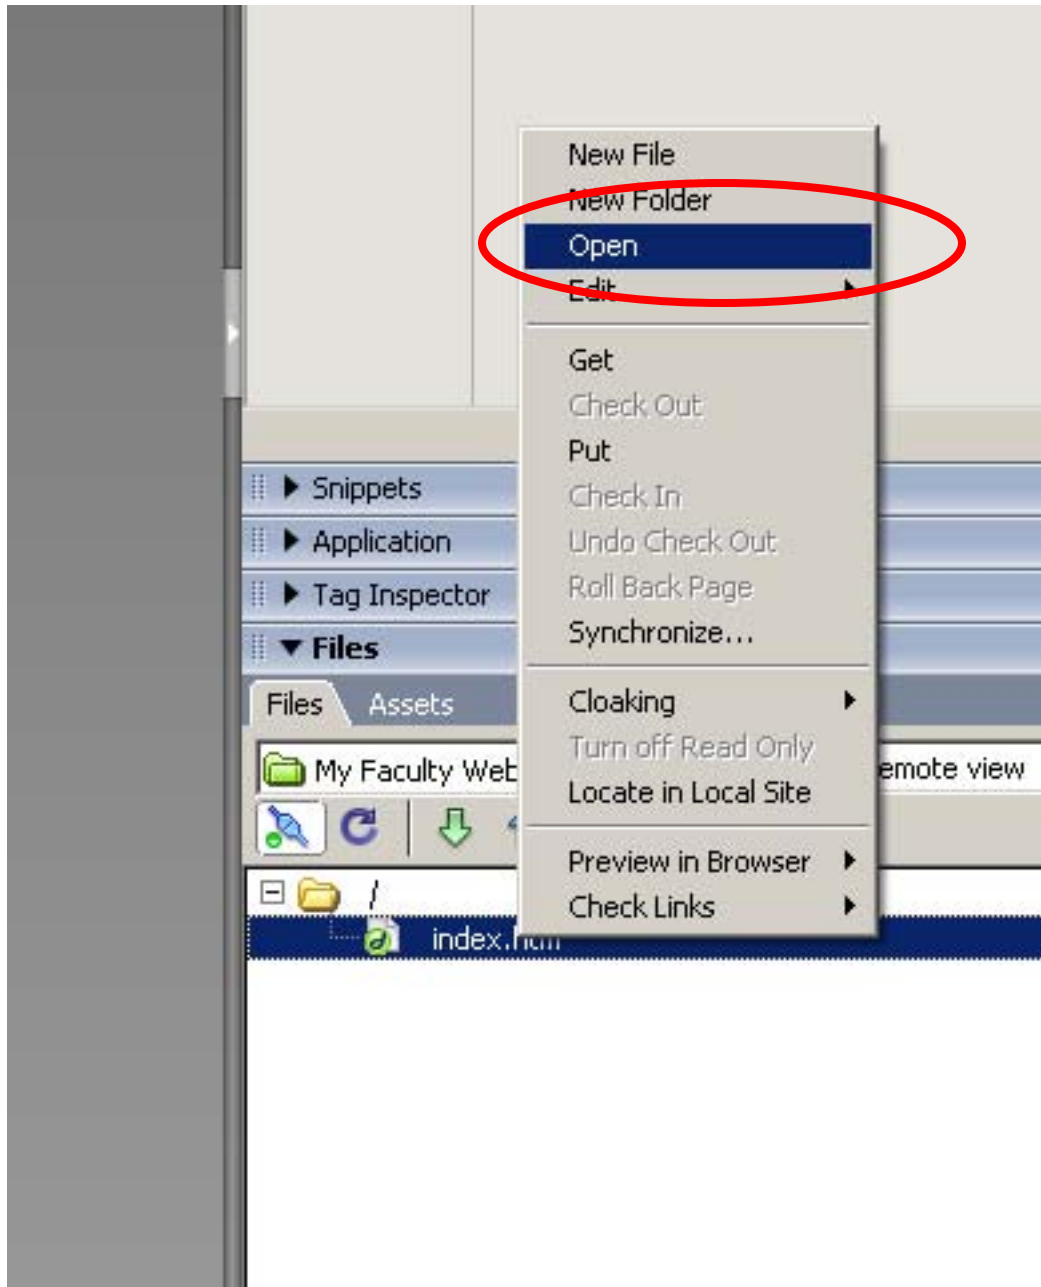 New File
New Folder
Open
Edit
Get
Check Out
Put
Check In
Undo Check Out
Roll Back Page
Synchronize...
Cloaking
Turn off Read Only
Locate in Local Site
Preview in Browser
Check Links
Snippets
Application
Tag Inspector
Files
Files Assets
My Faculty Web emote view
/
index.htm